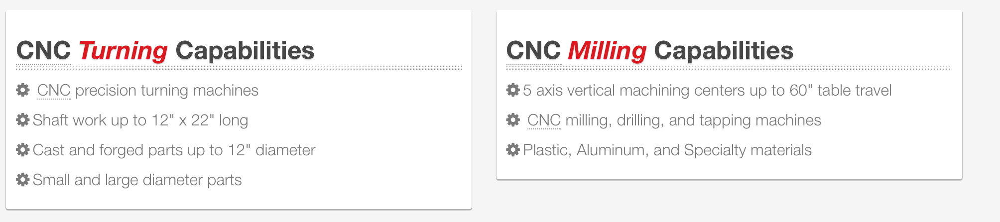 CNC Turning Capabilities
CNC precision turning machines
Shaft work up to 12" x 22" long
Cast and forged parts up to 12" diameter
Small and large diameter parts
CNC Milling Capabilities
5 axis vertical machining centers up to 60" table travel
CNC milling, drilling, and tapping machines
Plastic, Aluminum, and Specialty materials